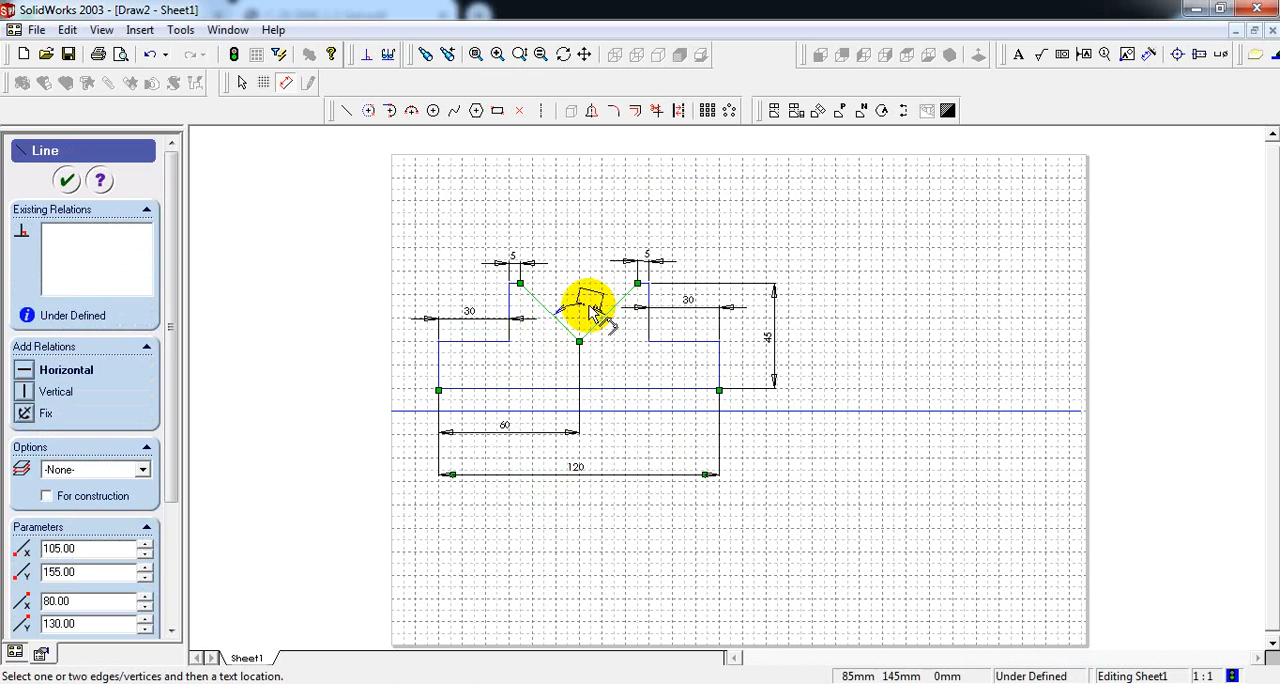 SolidWorks 2003 - [Draw2 - Sheet1]
File Edit View Insert Tools Window Help
Line
Existing Relations
Under Defined
Add Relations
Horizontal
Vertical
Fix
Options
-None-
For construction
Parameters
105.00
155.00
80.00
130.00
5
5
30
30
45
60
120
Sheet1
Select one or two edges/vertices and then a text location.
85mm 145mm 0mm Under Defined Editing Sheet1 1 : 1